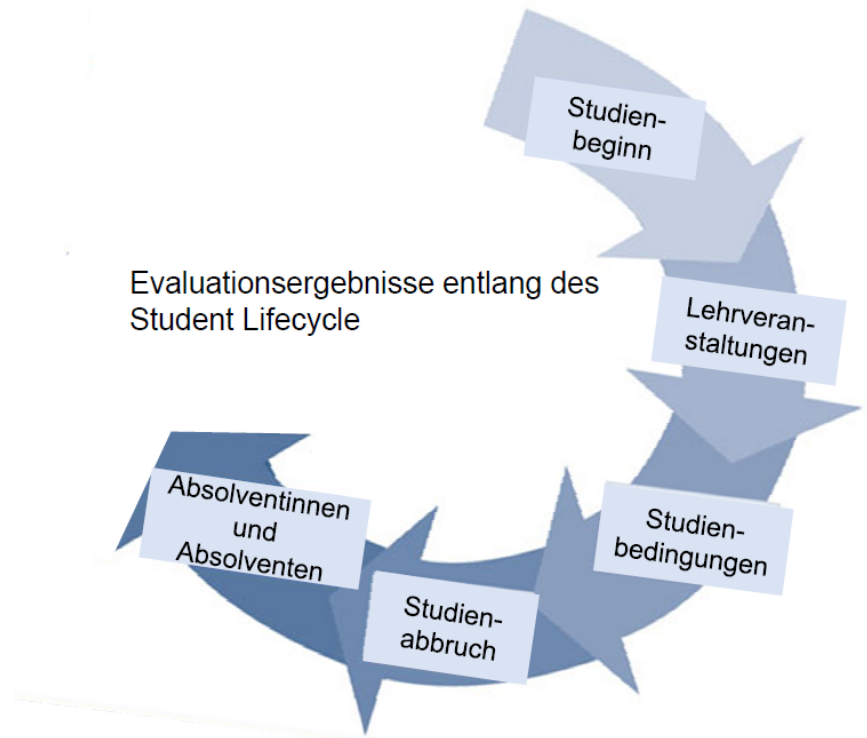 Studien-
beginn
Evaluationsergebnisse entlang des
Student Lifecycle
Lehrveran-
staltungen
Studien-
bedingungen
Studien-
abbruch
Absolventinnen
und
Absolventen